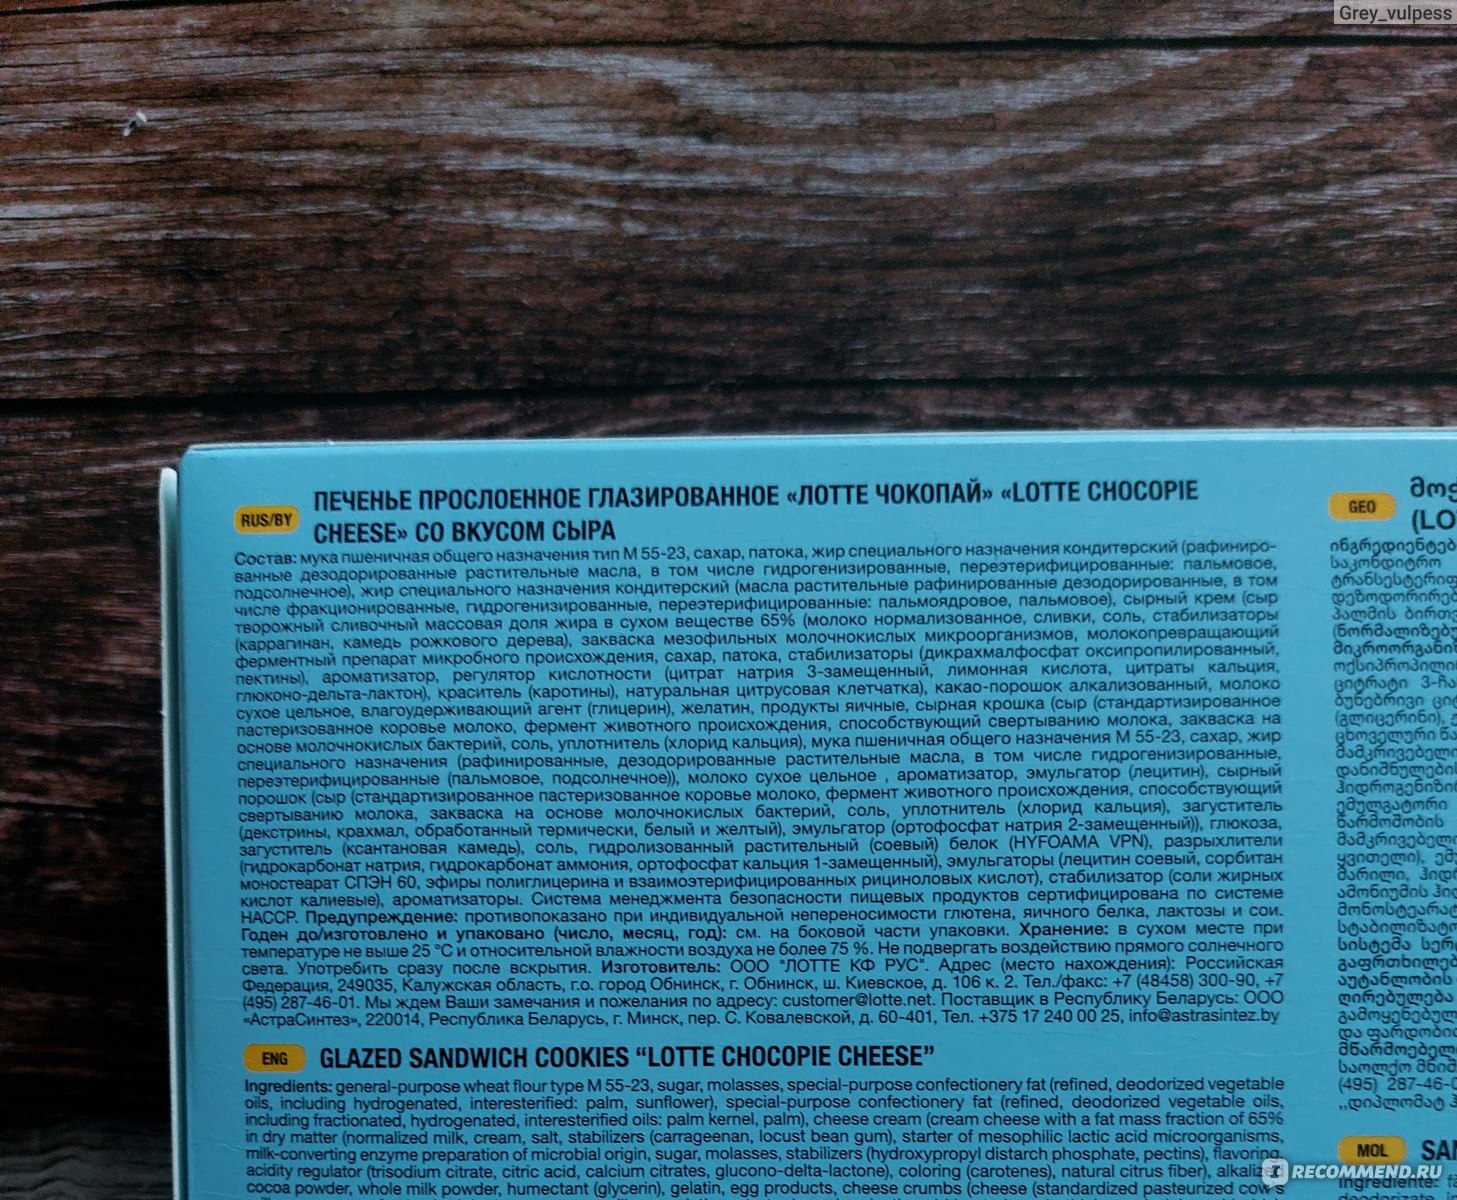 Grey_vulpess
RUS/BY
ПЕЧЕНЬЕ ПРОСЛОЕННОЕ ГЛАЗИРОВАННОЕ «ЛОТТЕ ЧОКОПАЙ» «LOTTE CHOCOPIE
CHEESE» СО ВКУСОМ СЫРА
Состав: мука пшеничная общего назначения тип М 55-23, сахар, патока, жир специального назначения кондитерский (рафиниро-
ванные дезодорированные растительные масла, в том числе гидрогенизированные, переэтерифицированные: пальмовое,
подсолнечное), жир специального назначения кондитерский (масла растительные рафинированные дезодорированные, в том
числе фракционированные, гидрогенизированные, переэтерифицированные: пальмоядровое, пальмовое), сырный крем (сыр
творожный сливочный массовая доля жира в сухом веществе 65% (молоко нормализованное, сливки, соль, стабилизаторы
(каррагинан, камедь рожкового дерева), закваска мезофильных молочнокислых микроорганизмов, молокопревращающий
ферментный препарат микробного происхождения, сахар, патока, стабилизаторы (дикрахмалфосфат оксипропилированный,
пектины), ароматизатор, регулятор кислотности (цитрат натрия 3-замещенный, лимонная кислота, цитраты кальция,
глюконо-дельта-лактон), краситель (каротины), натуральная цитрусовая клетчатка), какао-порошок алкализованный, молоко
сухое цельное, влагоудерживающий агент (глицерин), желатин, продукты яичные, сырная крошка (сыр (стандартизированное
пастеризованное коровье молоко, фермент животного происхождения, способствующий свертыванию молока, закваска на
основе молочнокислых бактерий, соль, уплотнитель (хлорид кальция), мука пшеничная общего назначения М 55-23, сахар, жир
специального назначения (рафинированные, дезодорированные растительные масла, в том числе гидрогенизированные,
переэтерифицированные (пальмовое, подсолнечное)), молоко сухое цельное , ароматизатор, эмульгатор (лецитин), сырный
порошок (сыр (стандартизированное пастеризованное коровье молоко, фермент животного происхождения, способствующий
свертыванию молока, закваска на основе молочнокислых бактерий, соль, уплотнитель (хлорид кальция), загуститель
(декстрины, крахмал, обработанный термически, белый и желтый), эмульгатор (ортофосфат натрия 2-замещенный)), глюкоза,
загуститель (ксантановая камедь), соль, гидролизованный растительный (соевый) белок (HYFOAMA VPN), разрыхлители
(гидрокарбонат натрия, гидрокарбонат аммония, ортофосфат кальция 1-замещенный), эмульгаторы (лецитин соевый, сорбитан
моностеарат СПЭН 60, эфиры полиглицерина и взаимоэтерифицированных рициноловых кислот), стабилизатор (соли жирных
кислот калиевые), ароматизаторы. Система менеджмента безопасности пищевых продуктов сертифицирована по системе
НАССР. Предупреждение: противопоказано при индивидуальной непереносимости глютена, яичного белка, лактозы и сои.
Годен до/изготовлено и упаковано (число, месяц, год): см. на боковой части упаковки. Хранение: в сухом месте при
температуре не выше 25 °С и относительной влажности воздуха не более 75 %. Не подвергать воздействию прямого солнечного
света. Употребить сразу после вскрытия. Изготовитель: ООО "ЛОТТЕ КФ РУС". Адрес (место нахождения): Российская
Федерация, 249035, Калужская область, г.о. город Обнинск, г. Обнинск, ш. Киевское, д. 106 к. 2. Тел./факс: +7 (48458) 300-90, +7
(495) 287-46-01. Мы ждем Ваши замечания и пожелания по адресу: customer@lotte.net. Поставщик в Республику Беларусь: ООО
«АстраСинтез», 220014, Республика Беларусь, г. Минск, пер. С. Ковалевской, д. 60-401, Тел. +375 17 240 00 25, info@astrasintez.by
ENG
GLAZED SANDWICH COOKIES “LOTTE CHOCOPIE CHEESE”
Ingredients: general-purpose wheat flour type M 55-23, sugar, molasses, special-purpose confectionery fat (refined, deodorized vegetable
oils, including hydrogenated, interesterified: palm, sunflower), special-purpose confectionery fat (refined, deodorized vegetable oils,
including fractionated, hydrogenated, interesterified oils: palm kernel, palm), cheese cream (cream cheese with a fat mass fraction of 65%
in dry matter (normalized milk, cream, salt, stabilizers (carrageenan, locust bean gum), starter of mesophilic lactic acid microorganisms,
milk-converting enzyme preparation of microbial origin, sugar, molasses, stabilizers (hydroxypropyl distarch phosphate, pectins), flavoring
acidity regulator (trisodium citrate, citric acid, calcium citrates, glucono-delta-lactone), coloring (carotenes), natural citrus fiber), alkaliz
cocoa powder, whole milk powder, humectant (glycerin), gelatin, egg products, cheese crumbs (cheese (standardized pasteurized cow's
GEO
(LO
ინგრედიენტებ
საკონდიტრო
(495) 287-46-0
MOL
SAN
Ingredient
RECOMMEND.RU